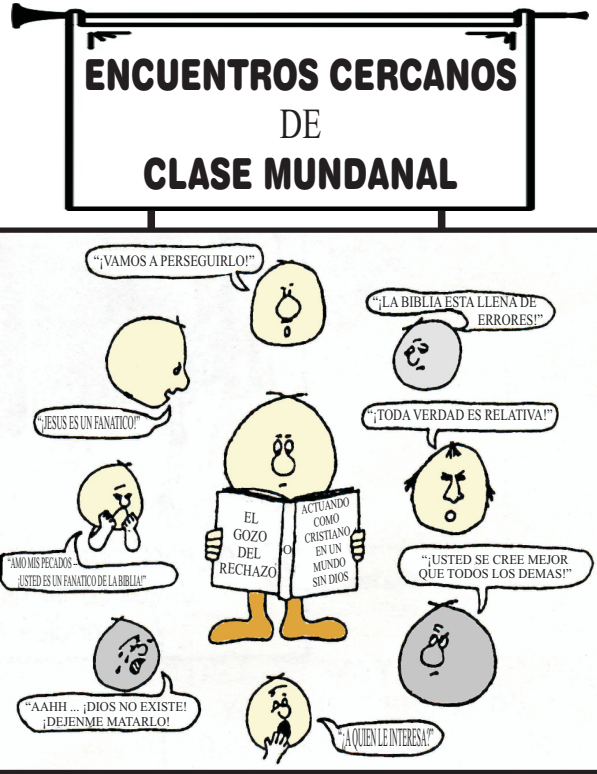 ENCUENTROS CERCANOS
DE
CLASE MUNDANAL
“¡VAMOS A PERSEGUIRLO!”
“¡LA BIBLIA ESTA LLENA DE
ERRORES!”
“¡JESUS ES UN FANATICO!”
“¡TODA VERDAD ES RELATIVA!”
EL
GOZO
DEL
RECHAZO
O
ACTUANDO
COMO
CRISTIANO
EN UN
MUNDO
SIN DIOS
“AMO MIS PECADOS --
¡USTED ES UN FANATICO DE LA BIBLIA!”
“¡USTED SE CREE MEJOR
QUE TODOS LOS DEMAS!”
“AAHH ... ¡DIOS NO EXISTE!
¡DEJENME MATARLO!
“¿A QUIEN LE INTERESA?”